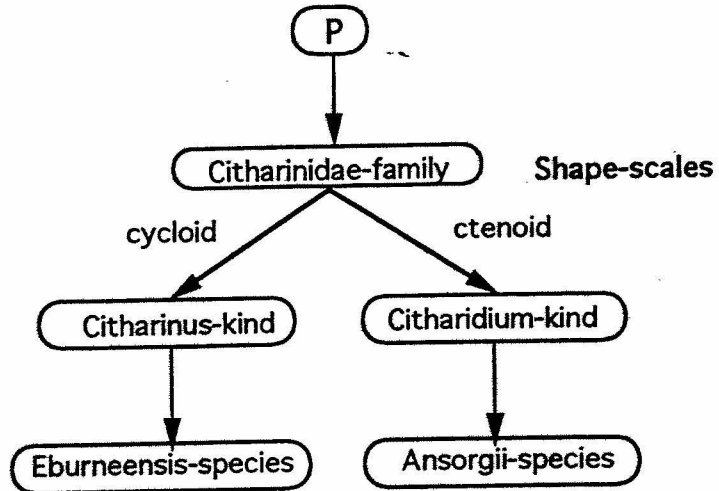 P
Citharinidae-family
Shape-scales
cycloid
ctenoid
Citharinus-kind
Citharidium-kind
Eburneensis-species
Ansorgii-species